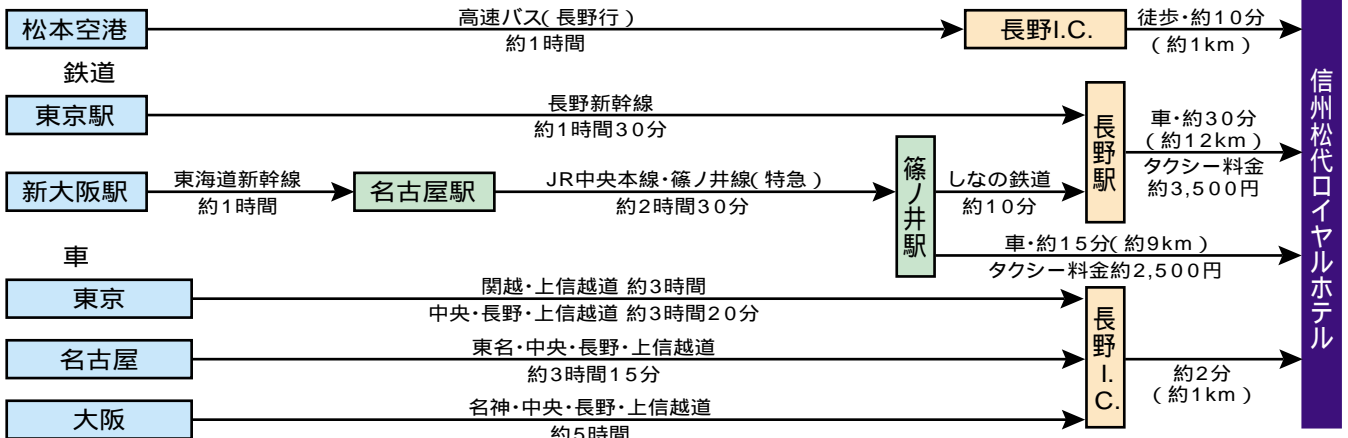 松本空港
高速バス(長野行)
約1時間
長野I.C.
徒歩・約10分
(約1km)
鉄道
東京駅
長野新幹線
約1時間30分
長野駅
車・約30分
(約12km)
タクシー料金
約3,500円
新大阪駅
東海道新幹線
約1時間
名古屋駅
JR中央本線・篠ノ井線(特急)
約2時間30分
篠ノ井駅
しなの鉄道
約10分
車・約15分(約9km)
タクシー料金約2,500円
車
東京
関越・上信越道 約3時間
中央・長野・上信越道 約3時間20分
名古屋
東名・中央・長野・上信越道
約3時間15分
長野I.C.
約2分
(約1km)
大阪
名神・中央・長野・上信越道
約5時間
信州松代ロイヤルホテル